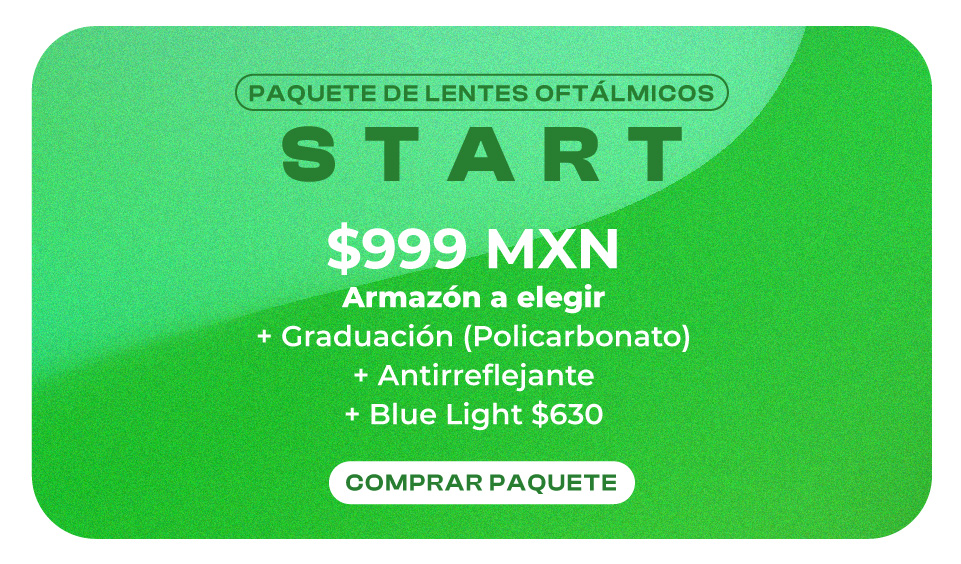 PAQUETE DE LENTES OFTÁLMICOS
START
$999 MXN
Armazón a elegir
+ Graduación (Policarbonato)
+ Antirreflejante
+ Blue Light $630
COMPRAR PAQUETE